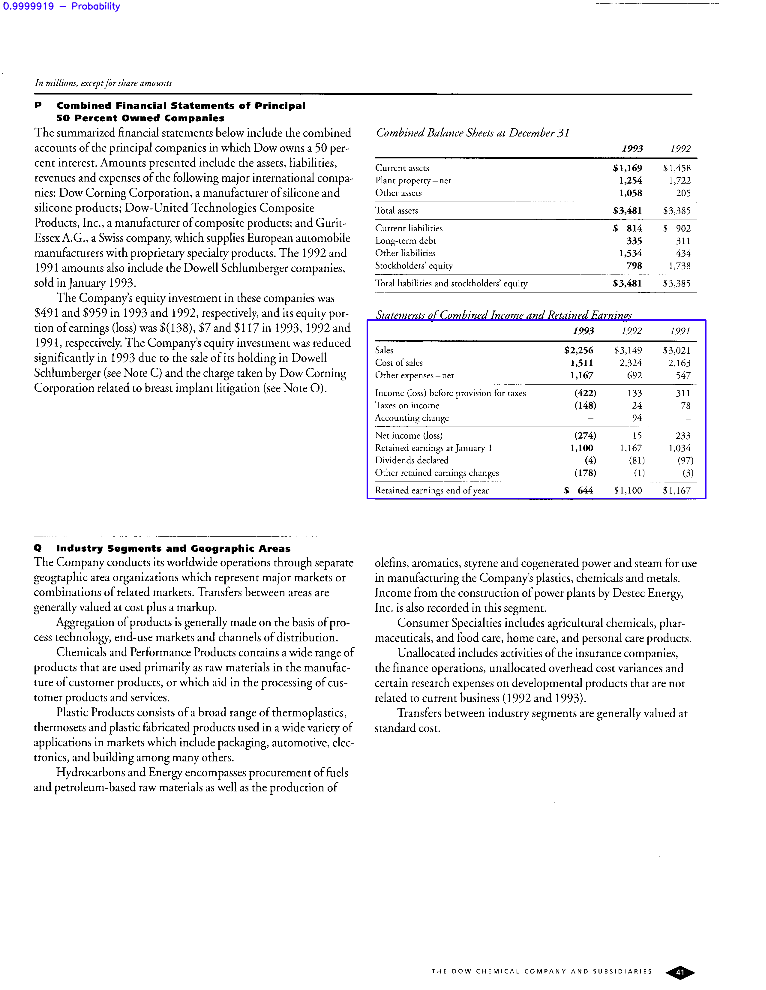 0.9999919 — Probability
In millions, except for share amounts
P Combined Financial Statements of Principal
50 Percent Owned Companies
The summarized financial statements below include the combined
accounts of the principal companies in which Dow owns a 50 per-
cent interest. Amounts presented include the assets, liabilities,
revenues and expenses of the following major international compa-
nies: Dow Corning Corporation, a manufacturer of silicone and
silicone products; Dow-United Technologies Composite
Products, Inc., a manufacturer of composite products; and Gurit-
Essex A.G., a Swiss company, which supplies European automobile
manufacturers with proprietary specialty products. The 1992 and
1991 amounts also include the Dowell Schlumberger companies,
sold in January 1993.
The Company's equity investment in these companies was
$491 and $959 in 1993 and 1992, respectively, and its equity por-
tion of earnings (loss) was $(138), $7 and $117 in 1993, 1992 and
1991, respectively. The Company's equity investment was reduced
significantly in 1993 due to the sale of its holding in Dowell
Schlumberger (see Note C) and the charge taken by Dow Corning
Corporation related to breast implant litigation (see Note O).
Combined Balance Sheets at December 31
1993 1992
Current assets $1,169 $1,458
Plant property–net 1,254 1,722
Other assets 1,058 205
Total assets $3,481 $3,385
Current liabilities $ 814 $ 902
Long-term debt 335 311
Other liabilities 1,534 434
Stockholders' equity 798 1,738
Total liabilities and stockholders' equity $3,481 $3,385
Statements of Combined Income and Retained Earnings
1993 1992 1991
Sales $2,256 $3,149 $3,021
Cost of sales 1,511 2,324 2,163
Other expenses–net 1,167 692 547
Income (loss) before provision for taxes (422) 133 311
Taxes on income (148) 24 78
Accounting change – 94 –
Net income (loss) (274) 15 233
Retained earnings at January 1 1,100 1,167 1,034
Dividends declared (4) (81) (97)
Other retained earnings changes (178) (1) (3)
Retained earnings end of year $ 644 $1,100 $1,167
Q Industry Segments and Geographic Areas
The Company conducts its worldwide operations through separate
geographic area organizations which represent major markets or
combinations of related markets. Transfers between areas are
generally valued at cost plus a markup.
Aggregation of products is generally made on the basis of pro-
cess technology, end-use markets and channels of distribution.
Chemicals and Performance Products contains a wide range of
products that are used primarily as raw materials in the manufac-
ture of customer products, or which aid in the processing of cus-
tomer products and services.
Plastic Products consists of a broad range of thermoplastics,
thermosets and plastic fabricated products used in a wide variety of
applications in markets which include packaging, automotive, elec-
tronics, and building among many others.
Hydrocarbons and Energy encompasses procurement of fuels
and petroleum-based raw materials as well as the production of
olefins, aromatics, styrene and cogenerated power and steam for use
in manufacturing the Company's plastics, chemicals and metals.
Income from the construction of power plants by Destec Energy,
Inc. is also recorded in this segment.
Consumer Specialties includes agricultural chemicals, phar-
maceuticals, and food care, home care, and personal care products.
Unallocated includes activities of the insurance companies,
the finance operations, unallocated overhead cost variances and
certain research expenses on developmental products that are not
related to current business (1992 and 1993).
Transfers between industry segments are generally valued at
standard cost.
THE DOW CHEMICAL COMPANY AND SUBSIDIARIES 41